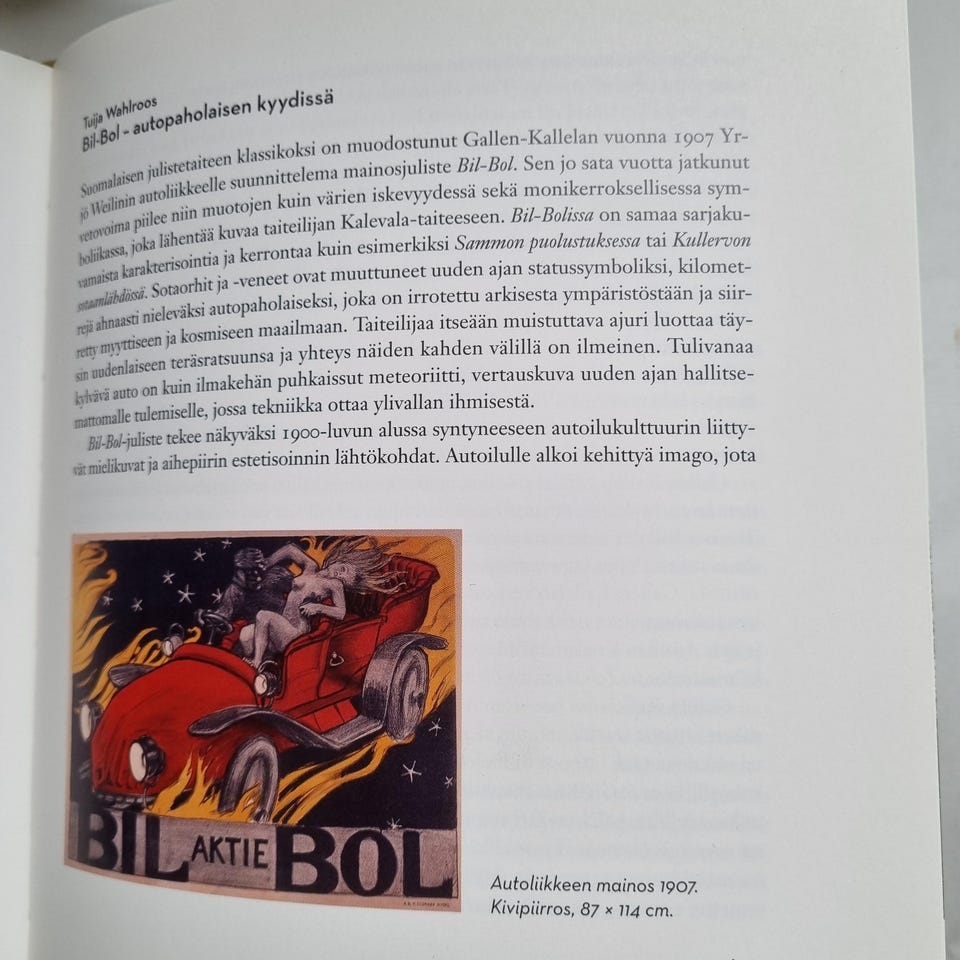 Tuija Wahlroos
Bil-Bol – autopaholaisen kyydissä
Suomalaisen julistetaiteen klassikoksi on muodostunut Gallen-Kallelan vuonna 1907 Yr-
jö Weilinin autoliikkeelle suunnittelema mainosjuliste Bil-Bol. Sen jo sata vuotta jatkunut
vetovoima piilee niin muotojen kuin värien iskevyydessä sekä monikerroksellisessa sym-
boliikassa, joka lähentää kuvaa taiteilijan Kalevala-taiteeseen. Bil-Bolissa on samaa sarjaku-
vamaista karakterisointia ja kerrontaa kuin esimerkiksi Sammon puolustuksessa tai Kullervon
sotaanlähdössä. Sotaorhit ja -veneet ovat muuttuneet uuden ajan statussymboliksi, kilomet-
rejä ahnaasti nieleväksi autopaholaiseksi, joka on irrotettu arkisesta ympäristöstään ja siir-
retty myyttiseen ja kosmiseen maailmaan. Taiteilijaa itseään muistuttava ajuri luottaa täy-
sin uudenlaiseen teräsratsuunsa ja yhteys näiden kahden välillä on ilmeinen. Tulivanaa
kylvävä auto on kuin ilmakehän puhkaissut meteoriitti, vertauskuva uuden ajan hallitse-
mattomalle tulemiselle, jossa tekniikka ottaa ylivallan ihmisestä.
Bil-Bol-juliste tekee näkyväksi 1900-luvun alussa syntyneeseen autoilukulttuurin liitty-
vät mielikuvat ja aihepiirin estetisoinnin lähtökohdat. Autoilulle alkoi kehittyä imago, jota
BIL AKTIE BOL
Autoliikkeen mainos 1907.
Kivipiirros, 87 × 114 cm.